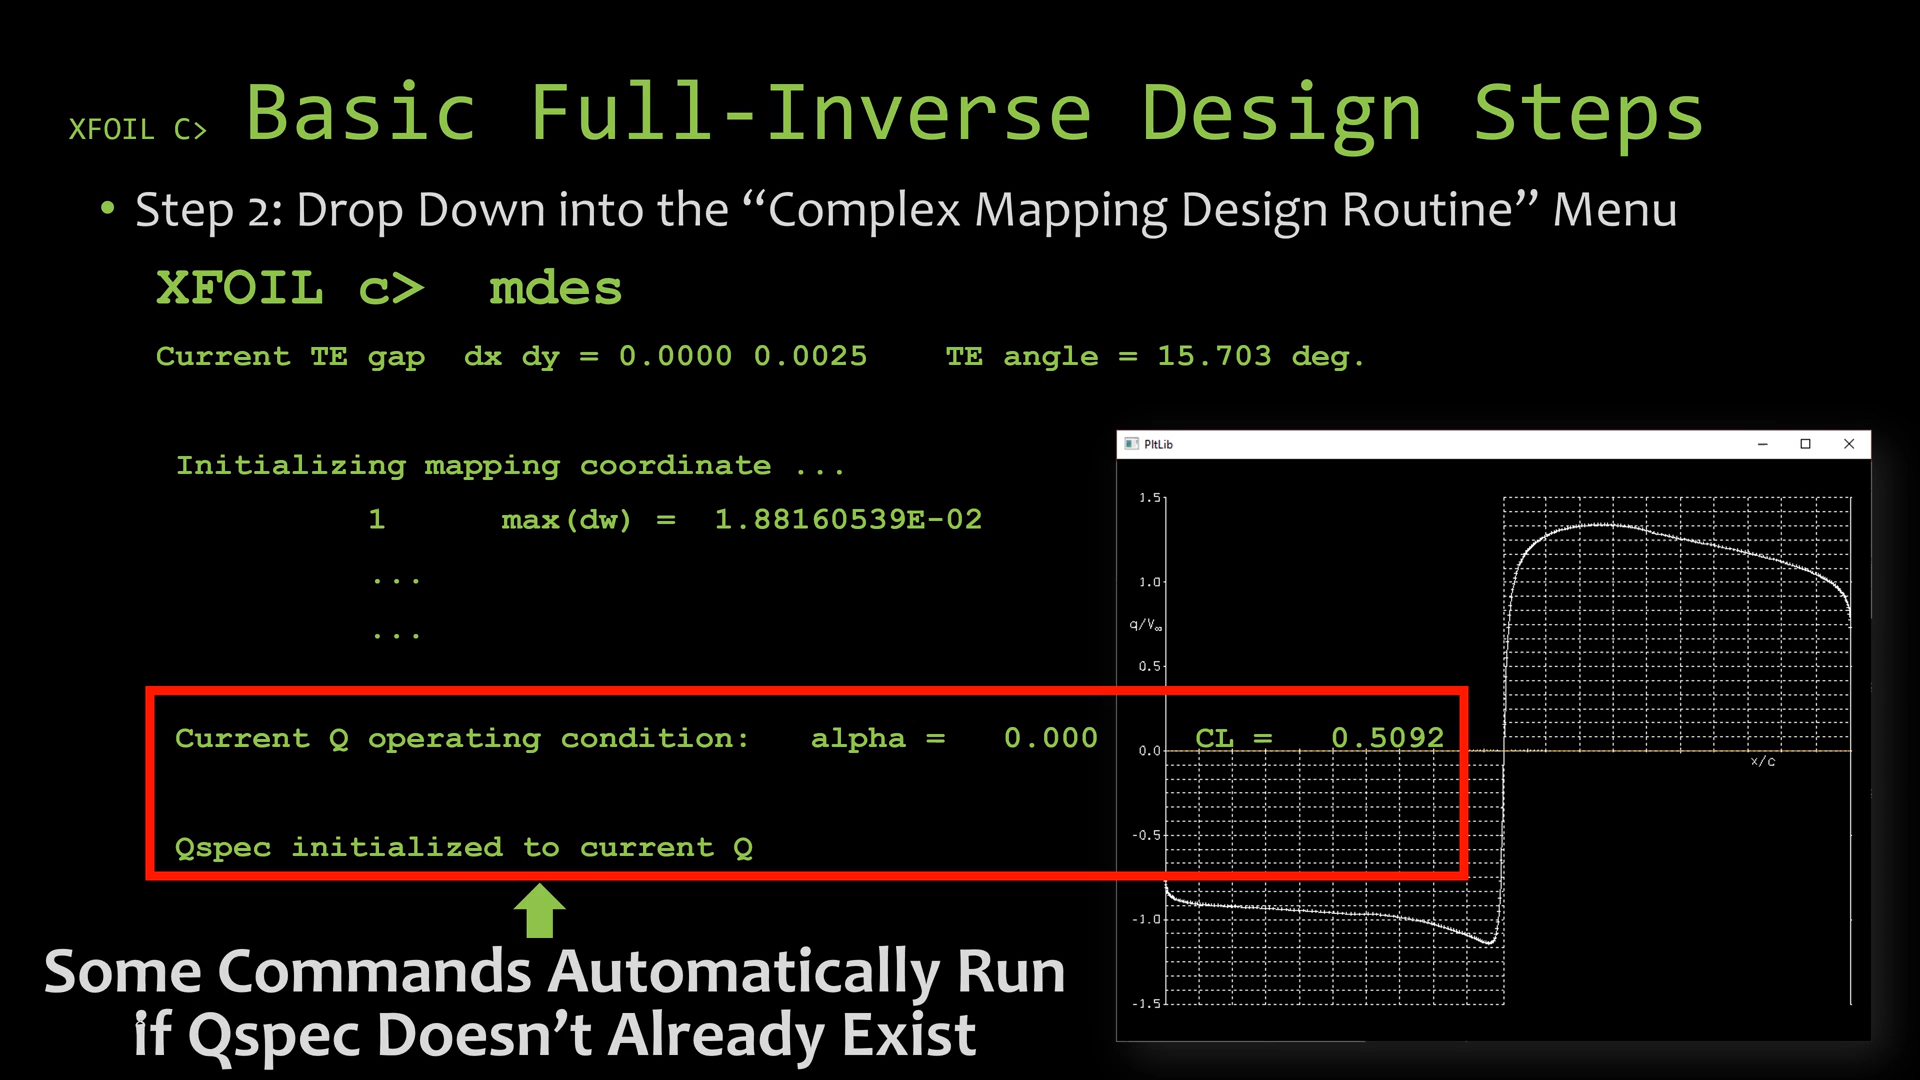 XFOIL C> Basic Full-Inverse Design Steps
• Step 2: Drop Down into the “Complex Mapping Design Routine” Menu
XFOIL c> mdes
Current TE gap dx dy = 0.0000 0.0025 TE angle = 15.703 deg.
Initializing mapping coordinate ...
1 max(dw) = 1.88160539E-02
...
...
Current Q operating condition: alpha = 0.000 CL = 0.5092
Qspec initialized to current Q
Some Commands Automatically Run
if Qspec Doesn’t Already Exist
PltLib
1.5
1.0
q/V∞
0.5
0.0
x/c
-0.5
-1.0
-1.5